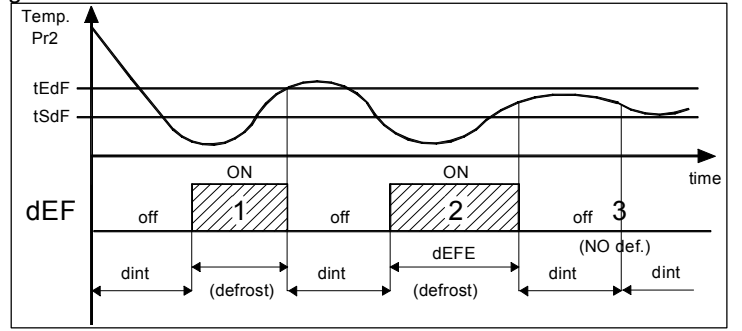 Temp.
Pr2
tEdF
tSdF
time
ON
ON
dEF
off
1
off
2
off
3
(NO def.)
dEFE
dint
(defrost)
dint
(defrost)
dint
dint